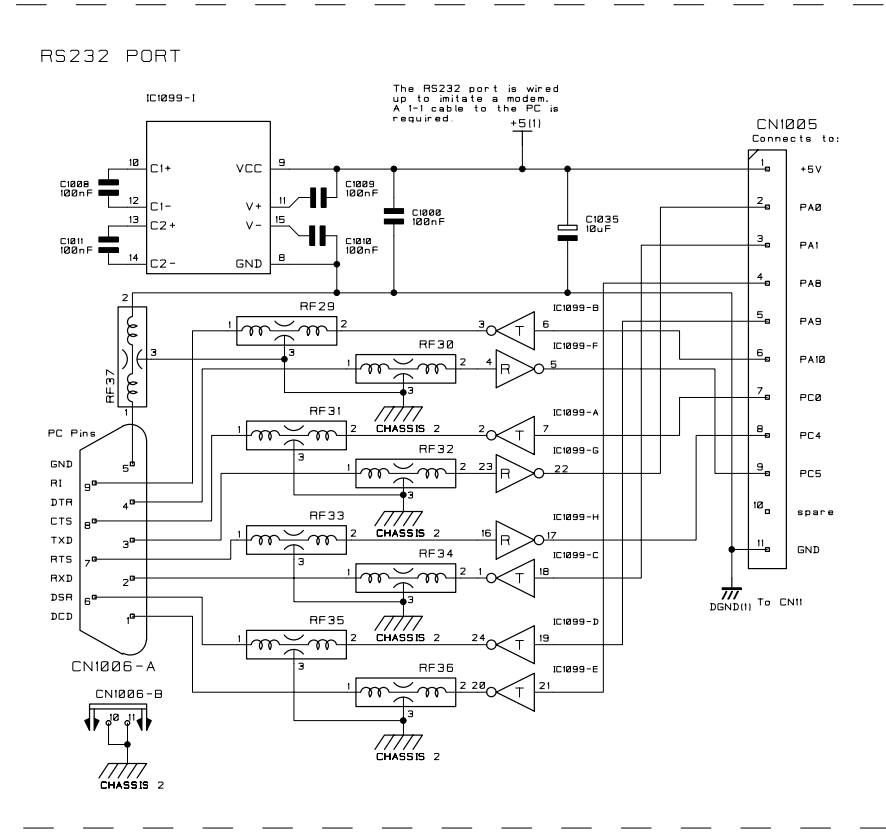 RS232 PORT
The RS232 port is wired
up to imitate a modem.
A 1-1 cable to the PC is
required.
+5(1)
IC1099-I
CN1005
Connects to:
10 C1+ VCC 9
1 +5V
C1008
100nF
C1009
100nF
12 C1- V+ 11
2 PA0
C1000
100nF
13 C2+ V- 15
C1035
10uF
3 PA1
C1011
100nF
C1010
100nF
14 C2- GND 8
4 PA8
2
RF29
IC1099-B
1 2 3 T 6
5 PA9
RF37
3
3
RF30
IC1099-F
6 PA10
1 2 4 R 5
3
1
CHASSIS 2
7 PC0
RF31
IC1099-A
PC Pins
1 2 2 T 7
8 PC4
3
RF32
IC1099-G
GND 5
1 2 23 R 22
9 PC5
RI 9
3
DTR 4
10 spare
CTS 8
CHASSIS 2
RF33
IC1099-H
TXD 3
1 2 16 R 17
11 GND
RTS 7
3
RF34
IC1099-C
RXD 2
1 2 1 T 18
DSR 6
3
DGND(1) To CN11
DCD 1
CHASSIS 2
RF35
IC1099-D
1 2 24 T 19
CN1006-A
3
RF36
IC1099-E
1 2 20 T 21
3
CN1006-B
10 11
CHASSIS 2
CHASSIS 2